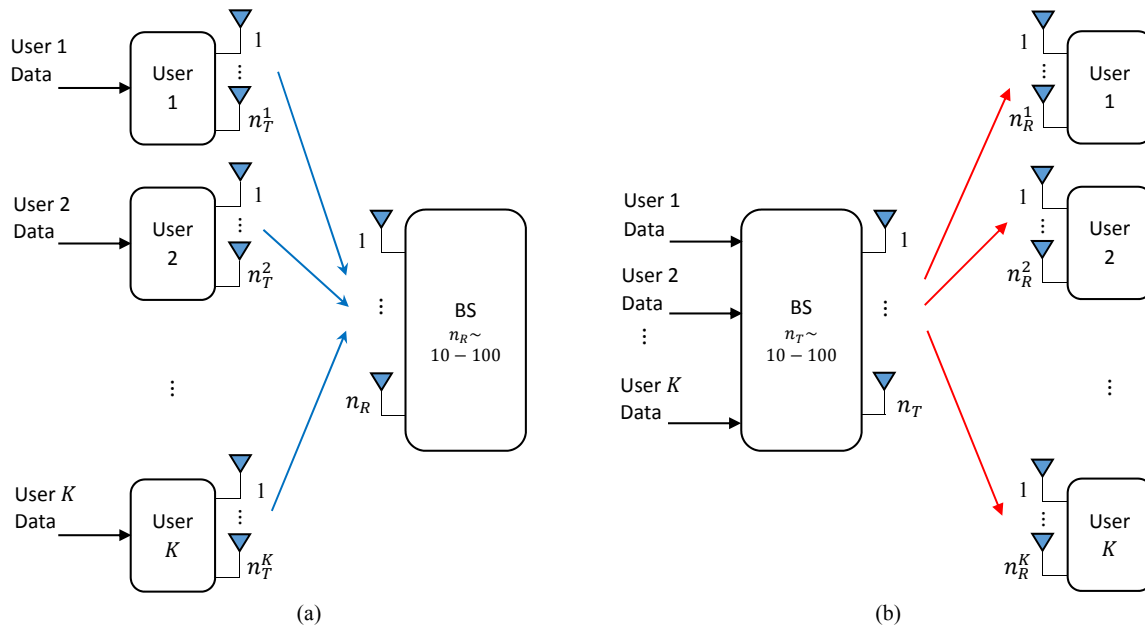 User 1
Data
User
1
1
⋮
n_T^1
User 2
Data
User
2
1
⋮
n_T^2
⋮
User K
Data
User
K
1
⋮
n_T^K
1
⋮
n_R
BS
n_R~
10 − 100
(a)
User 1
Data
User 2
Data
⋮
User K
Data
BS
n_T~
10 − 100
1
⋮
n_T
1
⋮
n_R^1
User
1
1
⋮
n_R^2
User
2
⋮
1
⋮
n_R^K
User
K
(b)